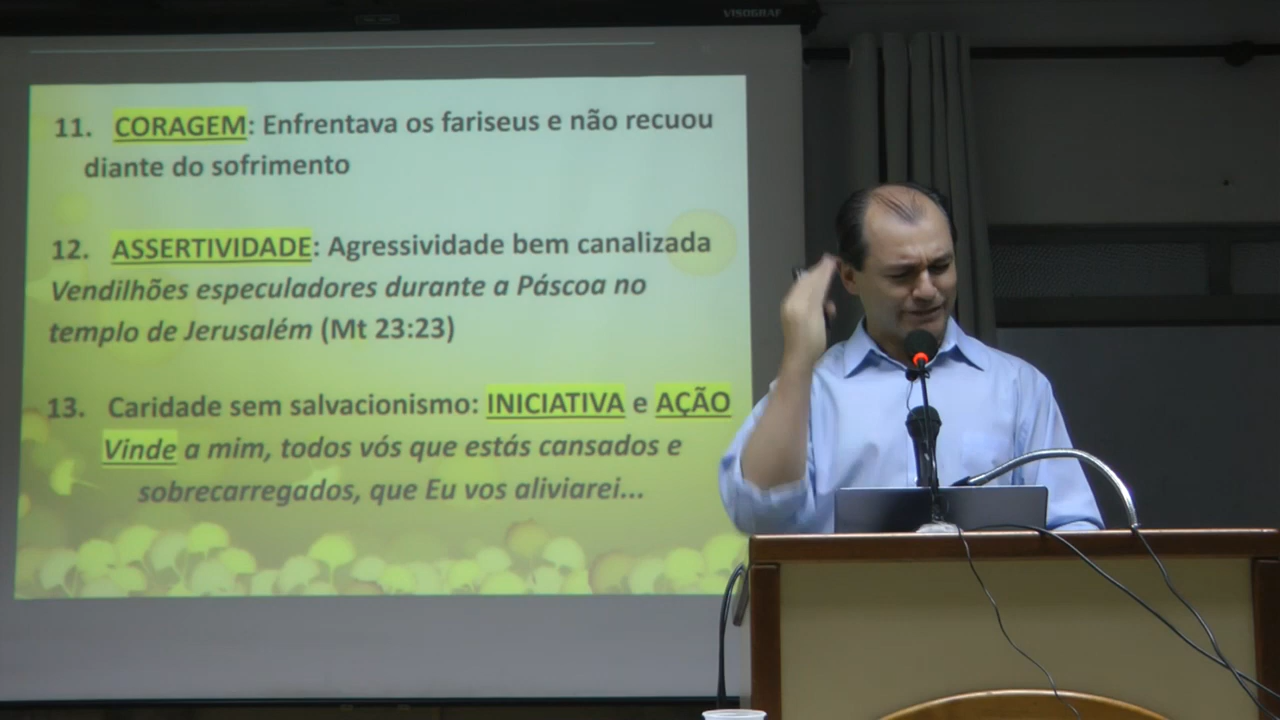 VISOGRAF
11. CORAGEM: Enfrentava os fariseus e não recuou
diante do sofrimento
12. ASSERTIVIDADE: Agressividade bem canalizada
Vendilhões especuladores durante a Páscoa no
templo de Jerusalém (Mt 23:23)
13. Caridade sem salvacionismo: INICIATIVA e AÇÃO
Vinde a mim, todos vós que estás cansados e
sobrecarregados, que Eu vos aliviarei...